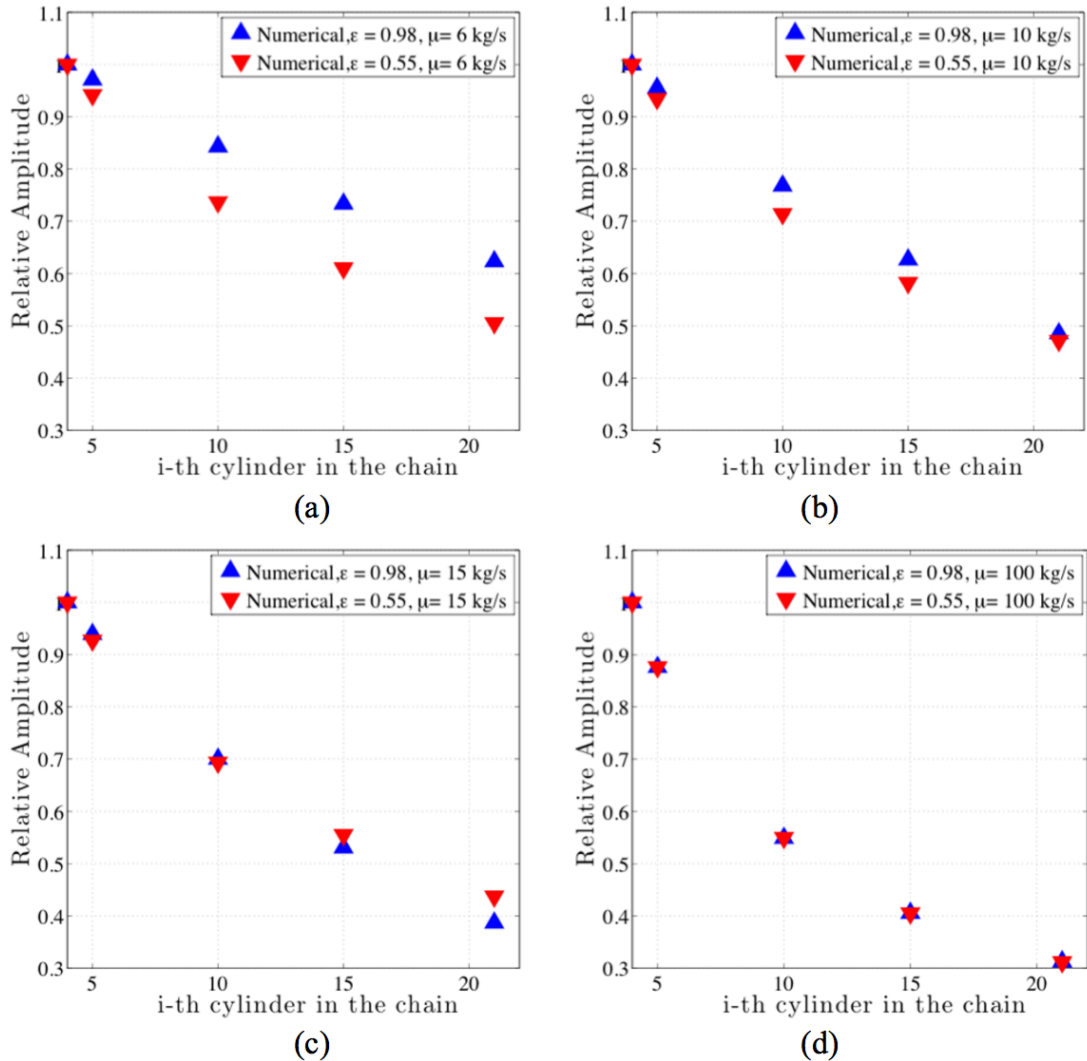 1.1
1
0.9
0.8
0.7
0.6
0.5
0.4
0.3
Relative Amplitude
Numerical,ε = 0.98, μ= 6 kg/s
Numerical,ε = 0.55, μ= 6 kg/s
5 10 15 20
i-th cylinder in the chain
(a)
1.1
1
0.9
0.8
0.7
0.6
0.5
0.4
0.3
Relative Amplitude
Numerical,ε = 0.98, μ= 10 kg/s
Numerical,ε = 0.55, μ= 10 kg/s
5 10 15 20
i-th cylinder in the chain
(b)
1.1
1
0.9
0.8
0.7
0.6
0.5
0.4
0.3
Relative Amplitude
Numerical,ε = 0.98, μ= 15 kg/s
Numerical,ε = 0.55, μ= 15 kg/s
5 10 15 20
i-th cylinder in the chain
(c)
1.1
1
0.9
0.8
0.7
0.6
0.5
0.4
0.3
Relative Amplitude
Numerical,ε = 0.98, μ= 100 kg/s
Numerical,ε = 0.55, μ= 100 kg/s
5 10 15 20
i-th cylinder in the chain
(d)